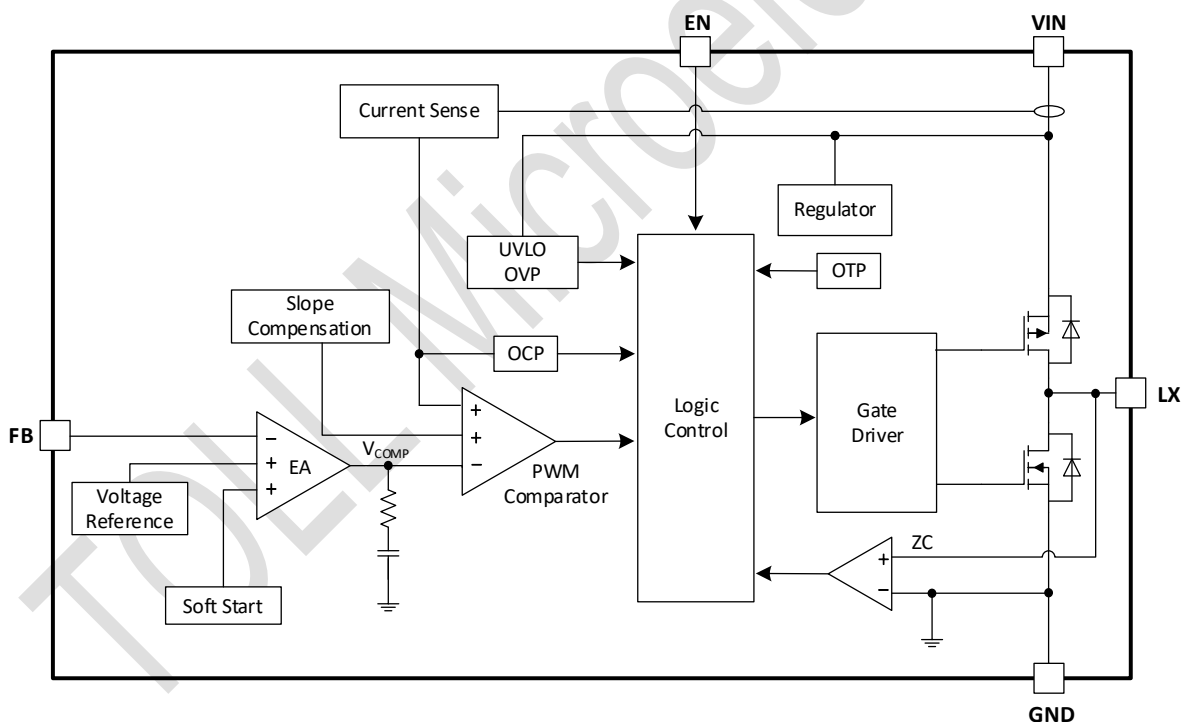 EN
VIN
Current Sense
Regulator
UVLO
OVP
OTP
Slope
Compensation
OCP
Logic
Control
Gate
Driver
LX
FB
+
+
−
PWM
Comparator
VCOMP
−
+
+
EA
Voltage
Reference
Soft Start
ZC
+
−
GND
TOLL Microele